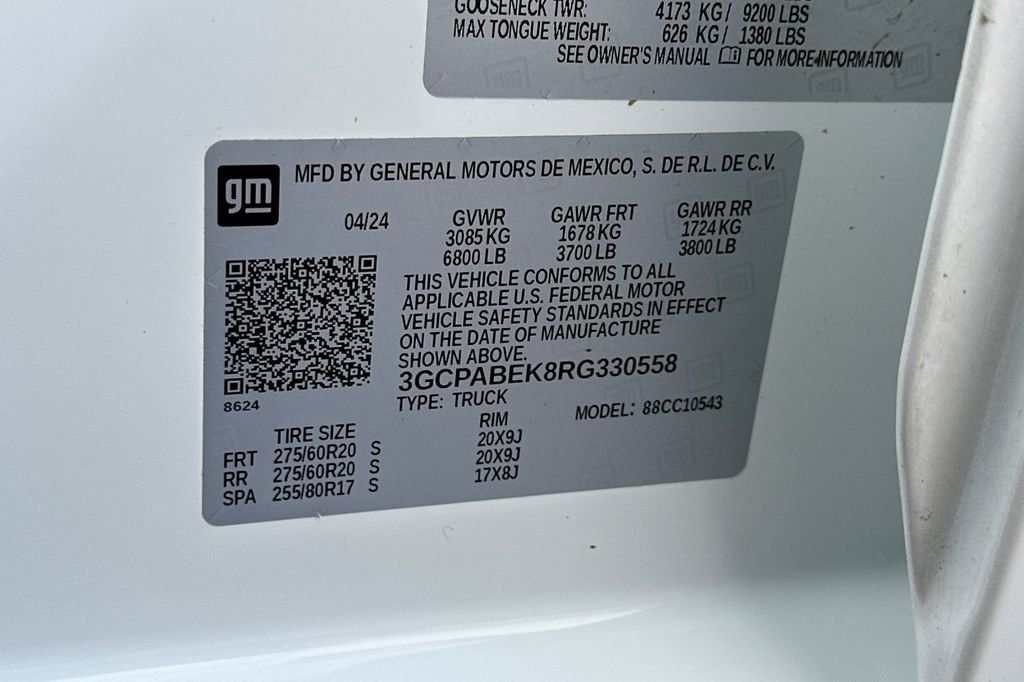 GOOSENECK TWR: 4173 KG/ 9200 LBS
MAX TONGUE WEIGHT: 626 KG/ 1380 LBS
SEE OWNER'S MANUAL FOR MORE INFORMATION
gm
MFD BY GENERAL MOTORS DE MEXICO, S. DE R.L. DE C.V.
04/24 GVWR GAWR FRT GAWR RR
3085 KG 1678 KG 1724 KG
6800 LB 3700 LB 3800 LB
THIS VEHICLE CONFORMS TO ALL
APPLICABLE U.S. FEDERAL MOTOR
VEHICLE SAFETY STANDARDS IN EFFECT
ON THE DATE OF MANUFACTURE
SHOWN ABOVE.
3GCPABEK8RG330558
8624 TYPE: TRUCK MODEL: 88CC10543
TIRE SIZE RIM
FRT 275/60R20 S 20X9J
RR 275/60R20 S 20X9J
SPA 255/80R17 S 17X8J